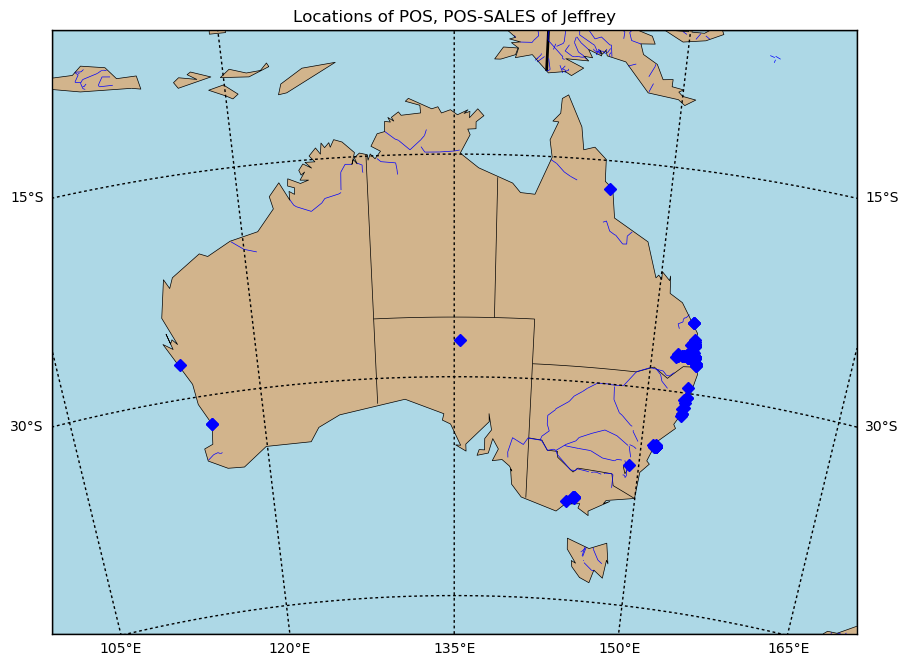 Locations of POS, POS-SALES of Jeffrey
15°S 15°S
30°S 30°S
105°E 120°E 135°E 150°E 165°E